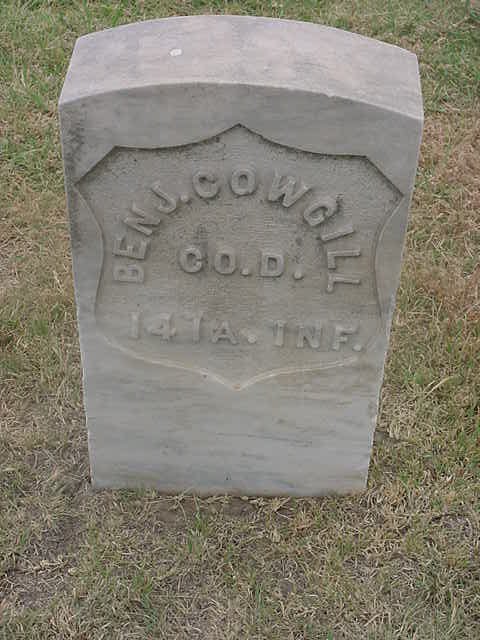 BENJ. COWGILL
CO. D.
14 IA. INF.